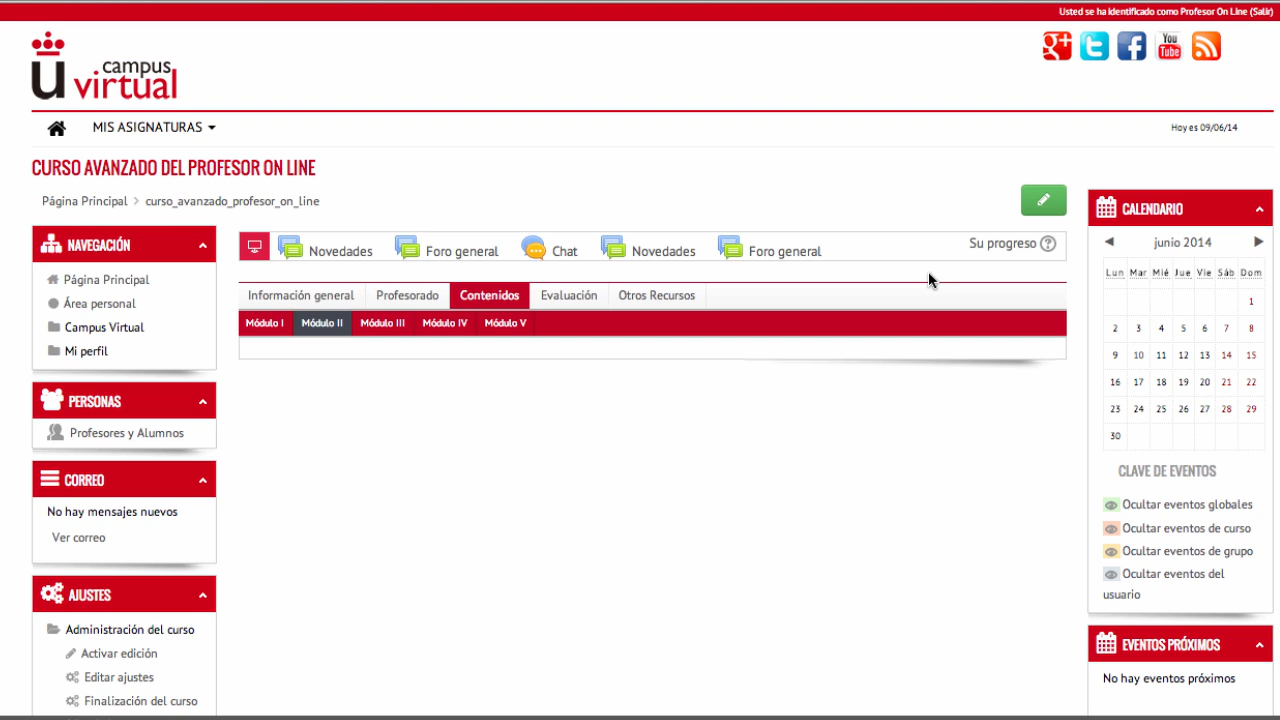 Usted se ha identificado como Profesor On Line (Salir)
campus
virtual
You
Tube
MIS ASIGNATURAS
Hoy es 09/06/14
CURSO AVANZADO DEL PROFESOR ON LINE
Página Principal > curso_avanzado_profesor_on_line
NAVEGACIÓN
Página Principal
Área personal
Campus Virtual
Mi perfil
PERSONAS
Profesores y Alumnos
CORREO
No hay mensajes nuevos
Ver correo
AJUSTES
Administración del curso
Activar edición
Editar ajustes
Finalización del curso
Novedades Foro general Chat Novedades Foro general
Su progreso ?
Información general Profesorado Contenidos Evaluación Otros Recursos
Módulo I Módulo II Módulo III Módulo IV Módulo V
CALENDARIO
◄ junio 2014 ►
Lun Mar Mié Jue Vie Sáb Dom
1
2 3 4 5 6 7 8
9 10 11 12 13 14 15
16 17 18 19 20 21 22
23 24 25 26 27 28 29
30
CLAVE DE EVENTOS
Ocultar eventos globales
Ocultar eventos de curso
Ocultar eventos de grupo
Ocultar eventos del
usuario
EVENTOS PRÓXIMOS
No hay eventos próximos